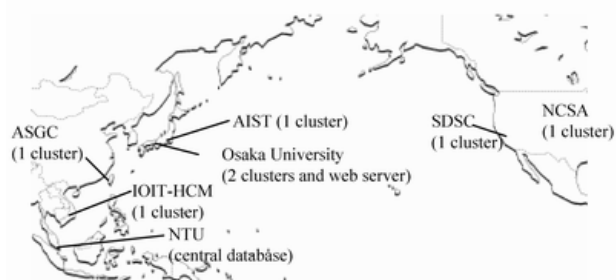 ASGC
(1 cluster)
AIST (1 cluster)
Osaka University
(2 clusters and web server)
IOIT-HCM
(1 cluster)
NTU
(central database)
SDSC
(1 cluster)
NCSA
(1 cluster)